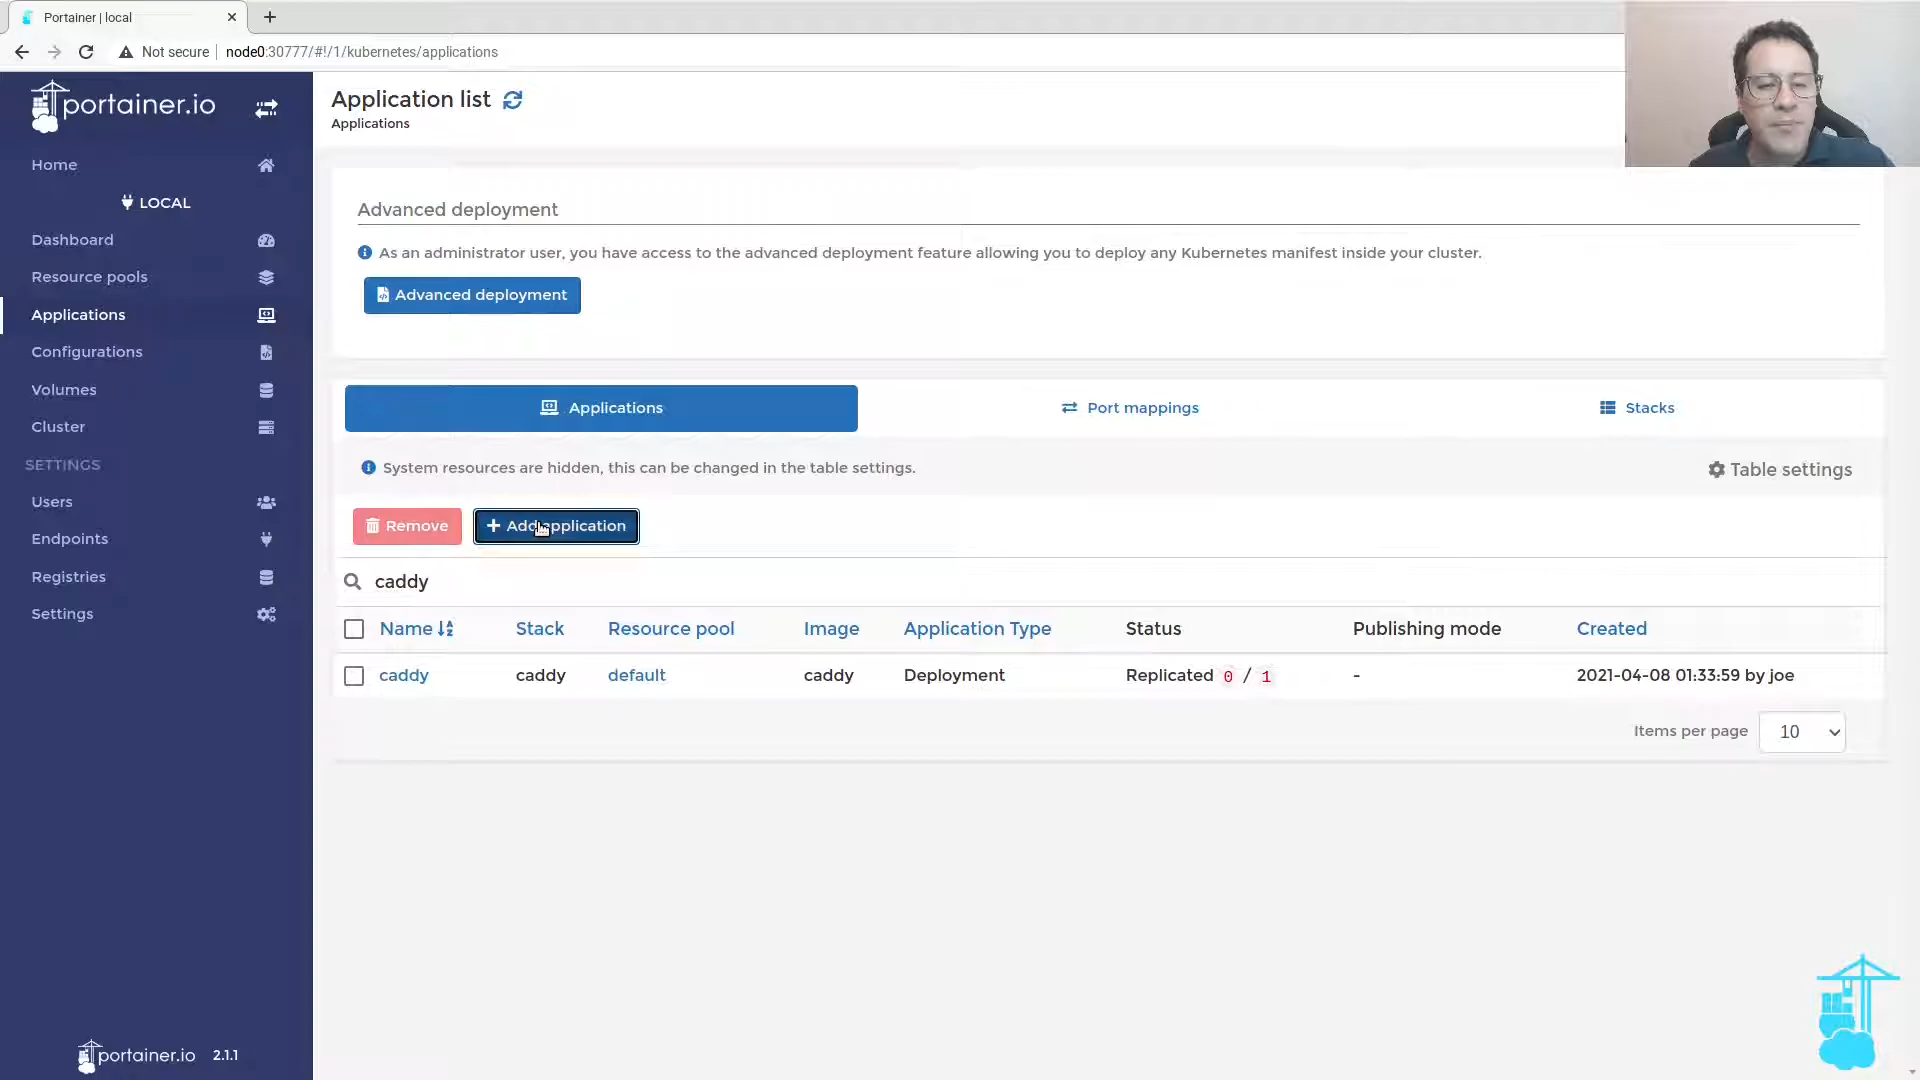 Portainer | local
Not secure
node0:30777/#!/1/kubernetes/applications
portainer.io
Home
LOCAL
Dashboard
Resource pools
Applications
Configurations
Volumes
Cluster
SETTINGS
Users
Endpoints
Registries
Settings
portainer.io 2.1.1
Application list
Applications
Advanced deployment
As an administrator user, you have access to the advanced deployment feature allowing you to deploy any Kubernetes manifest inside your cluster.
Advanced deployment
Applications Port mappings Stacks
System resources are hidden, this can be changed in the table settings. Table settings
Remove Add application
caddy
Name Stack Resource pool Image Application Type Status Publishing mode Created
caddy caddy default caddy Deployment Replicated 0 / 1 - 2021-04-08 01:33:59 by joe
Items per page 10